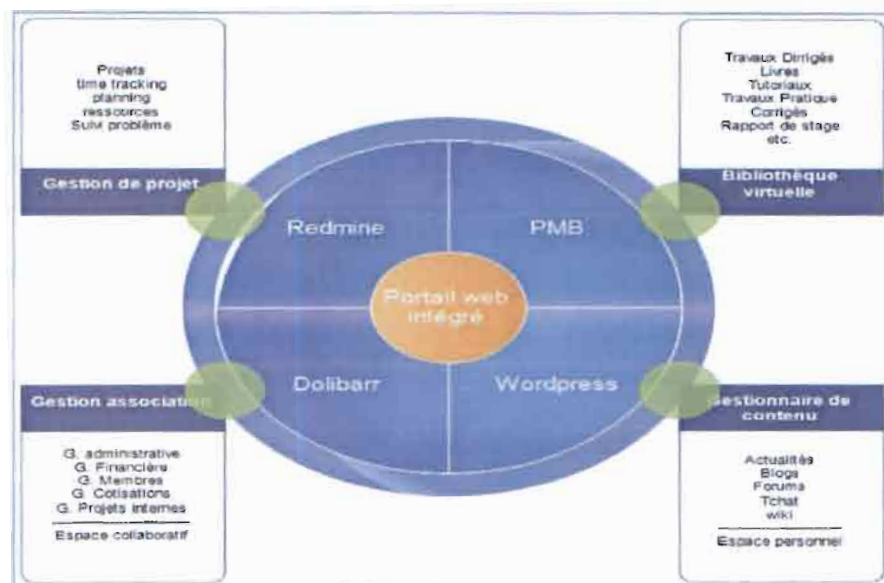 Projets
time tracking
planning
ressources
Suivi problème
Gestion de projet
Travaux Dirigés
Livres
Tutoriaux
Travaux Pratique
Corrigés
Rapport de stage
etc.
Bibliothèque
virtuelle
Redmine
PMB
Portail web
intégré
Dolibarr
Wordpress
Gestion association
G. administrative
G. Financière
G. Membres
G. Cotisations
G. Projets internes
Espace collaboratif
Gestionnaire de
contenu
Actualités
Blogs
Forums
Tchat
wiki
Espace personnel